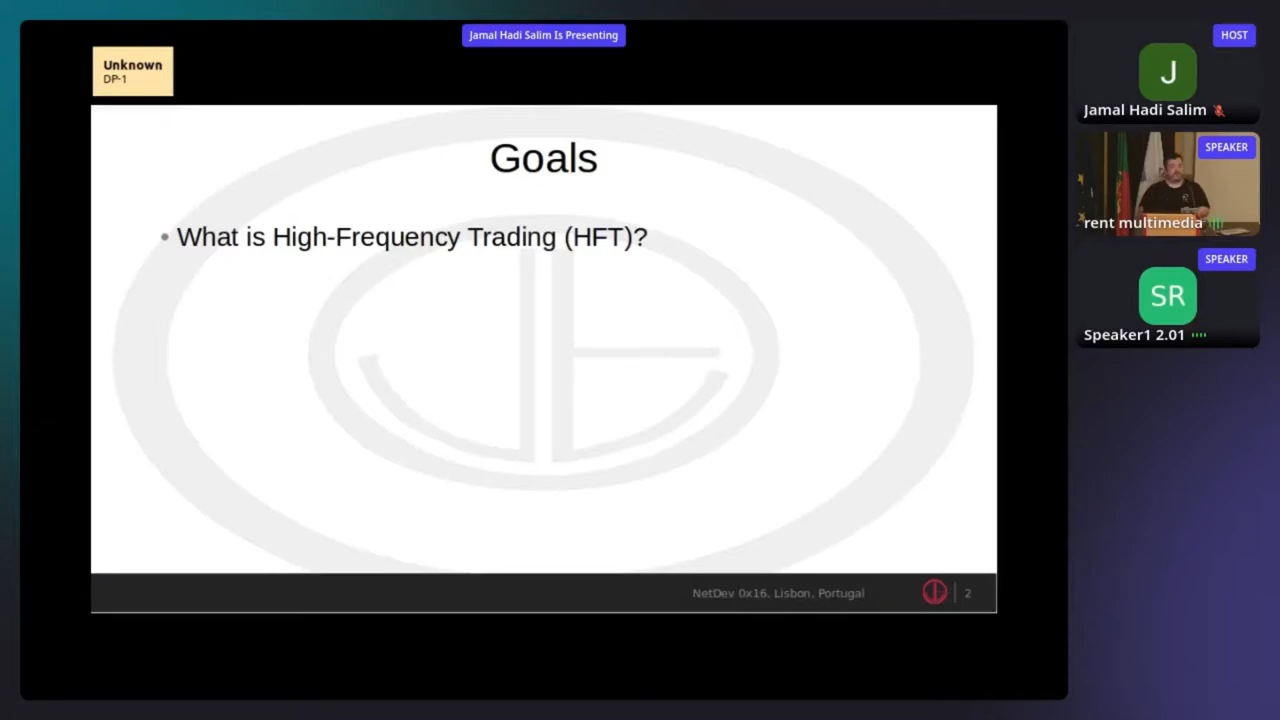 Jamal Hadi Salim Is Presenting
Unknown
DP-1
Goals
• What is High-Frequency Trading (HFT)?
NetDev 0x16, Lisbon, Portugal
2
HOST
J
Jamal Hadi Salim
SPEAKER
rent multimedia
SPEAKER
SR
Speaker1 2.01